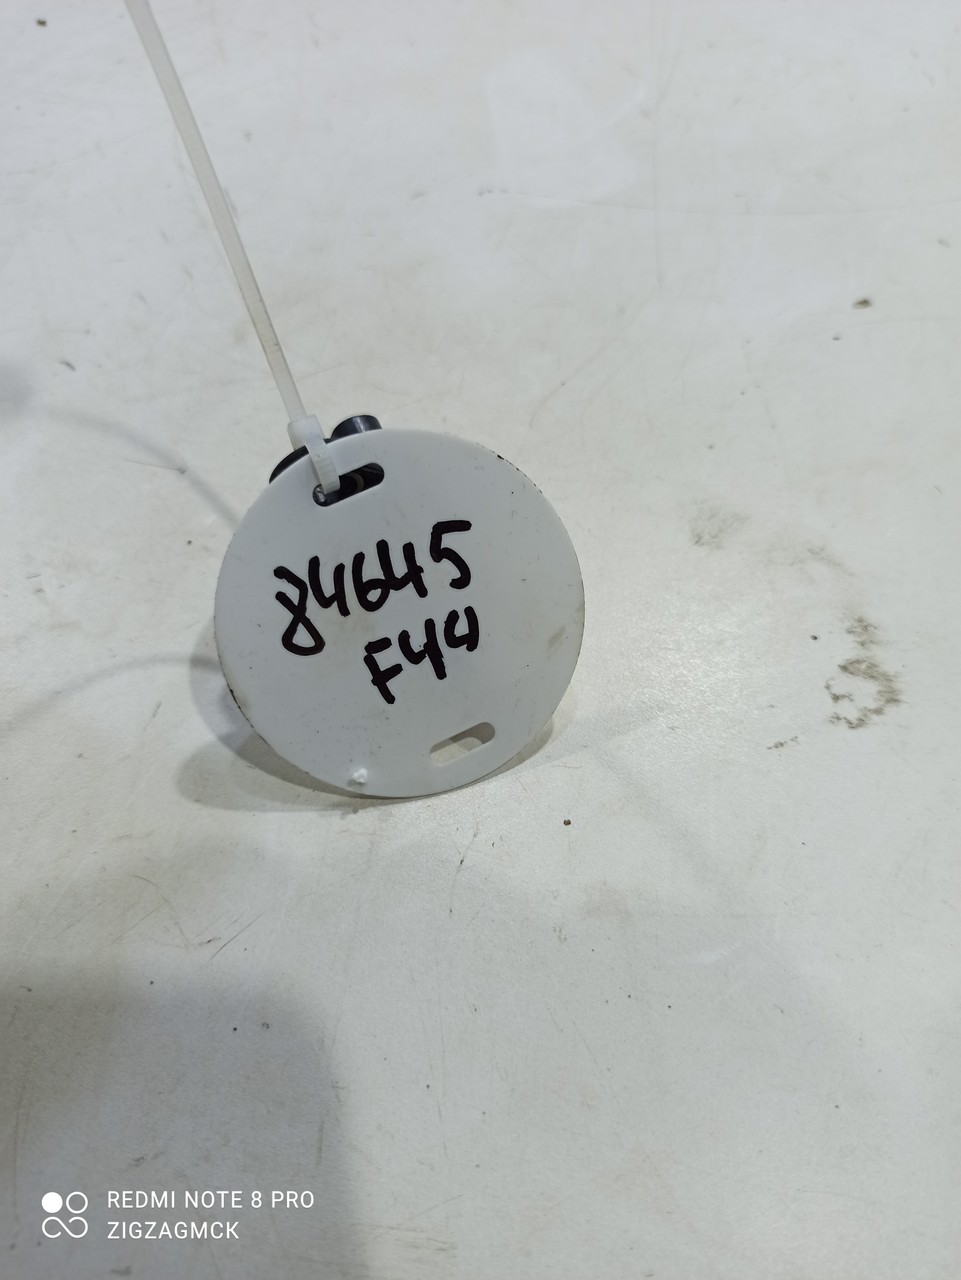 84645
F44
REDMI NOTE 8 PRO
ZIGZAGMCK